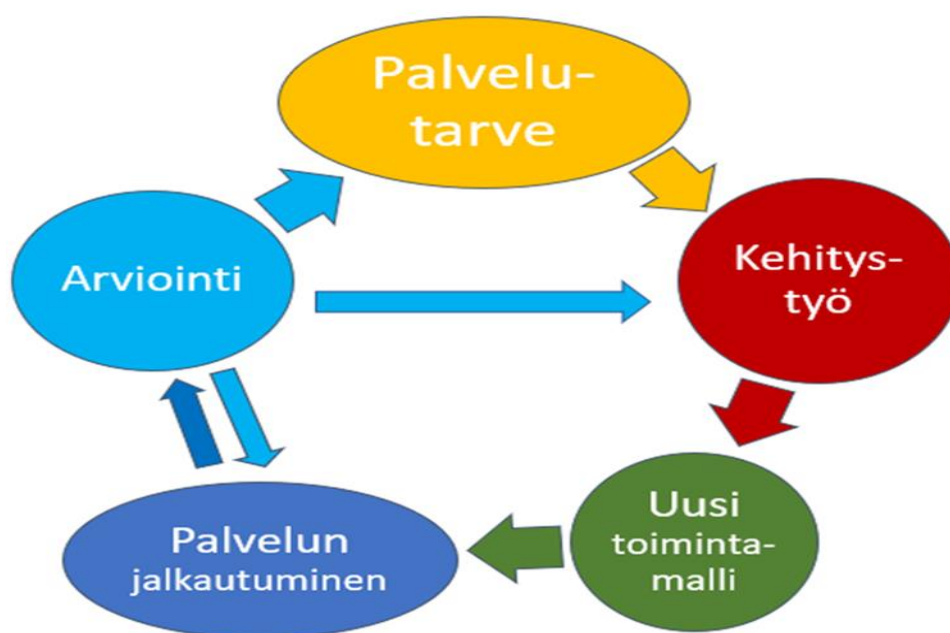 Palvelu-
tarve
Kehitys-
työ
Uusi
toiminta-
malli
Palvelun
jalkautuminen
Arviointi